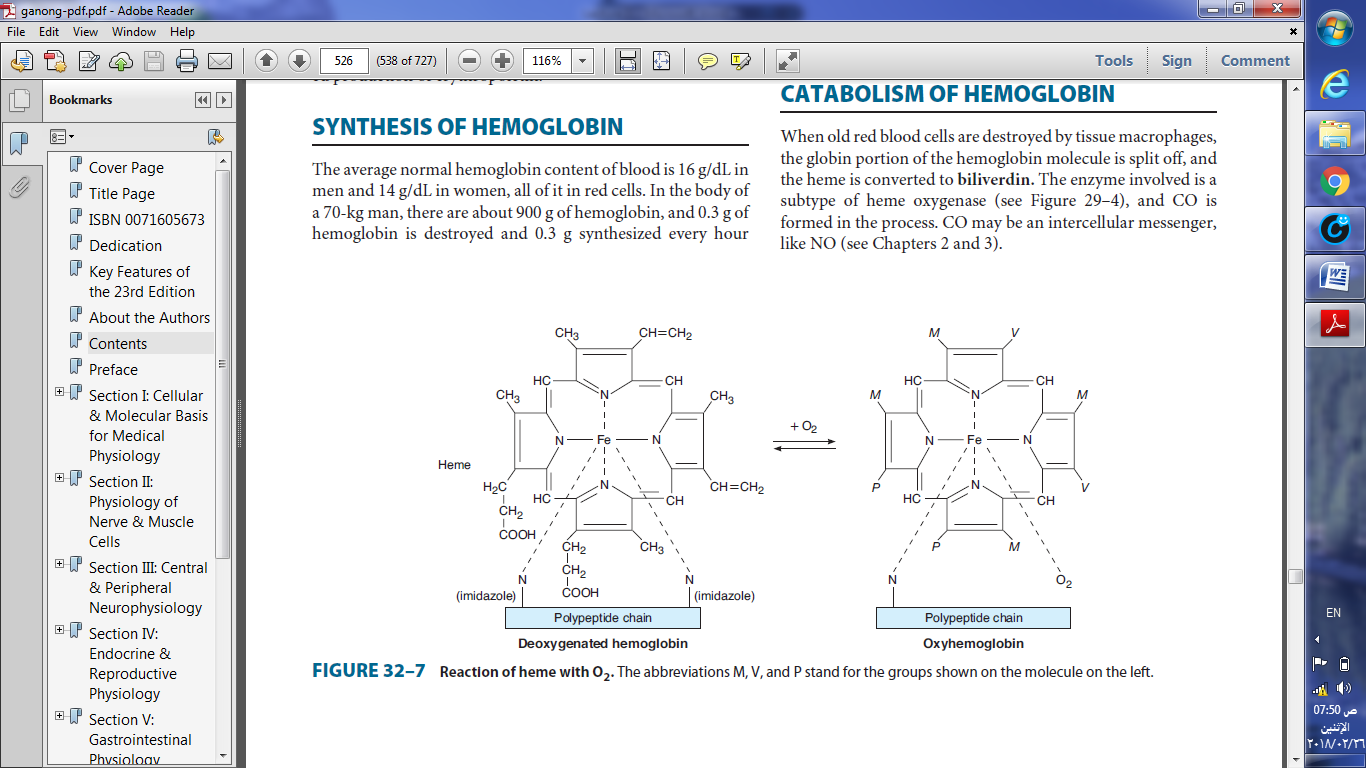 ganong-pdf.pdf - Adobe Reader
File Edit View Window Help
526 (538 of 727) 116% Tools Sign Comment
Bookmarks
Cover Page
Title Page
ISBN 0071605673
Dedication
Key Features of
the 23rd Edition
About the Authors
Contents
Preface
Section I: Cellular
& Molecular Basis
for Medical
Physiology
Section II:
Physiology of
Nerve & Muscle
Cells
Section III: Central
& Peripheral
Neurophysiology
Section IV:
Endocrine &
Reproductive
Physiology
Section V:
Gastrointestinal
Physiology
SYNTHESIS OF HEMOGLOBIN
The average normal hemoglobin content of blood is 16 g/dL in
men and 14 g/dL in women, all of it in red cells. In the body of
a 70-kg man, there are about 900 g of hemoglobin, and 0.3 g of
hemoglobin is destroyed and 0.3 g synthesized every hour
CATABOLISM OF HEMOGLOBIN
When old red blood cells are destroyed by tissue macrophages,
the globin portion of the hemoglobin molecule is split off, and
the heme is converted to biliverdin. The enzyme involved is a
subtype of heme oxygenase (see Figure 29–4), and CO is
formed in the process. CO may be an intercellular messenger,
like NO (see Chapters 2 and 3).
CH3 CH=CH2
HC N CH
CH3 CH3
N Fe N
Heme
H2C N CH=CH2
HC CH
CH2
COOH
CH2 CH3
CH2
N N
(imidazole) COOH (imidazole)
Polypeptide chain
Deoxygenated hemoglobin
+ O2
M V
HC N CH
M M
N Fe N
P N V
HC CH
P M
N O2
Polypeptide chain
Oxyhemoglobin
FIGURE 32–7 Reaction of heme with O2. The abbreviations M, V, and P stand for the groups shown on the molecule on the left.
EN
07:50 ص
الإثنين
٢٠١٨/٠٢/٢٦